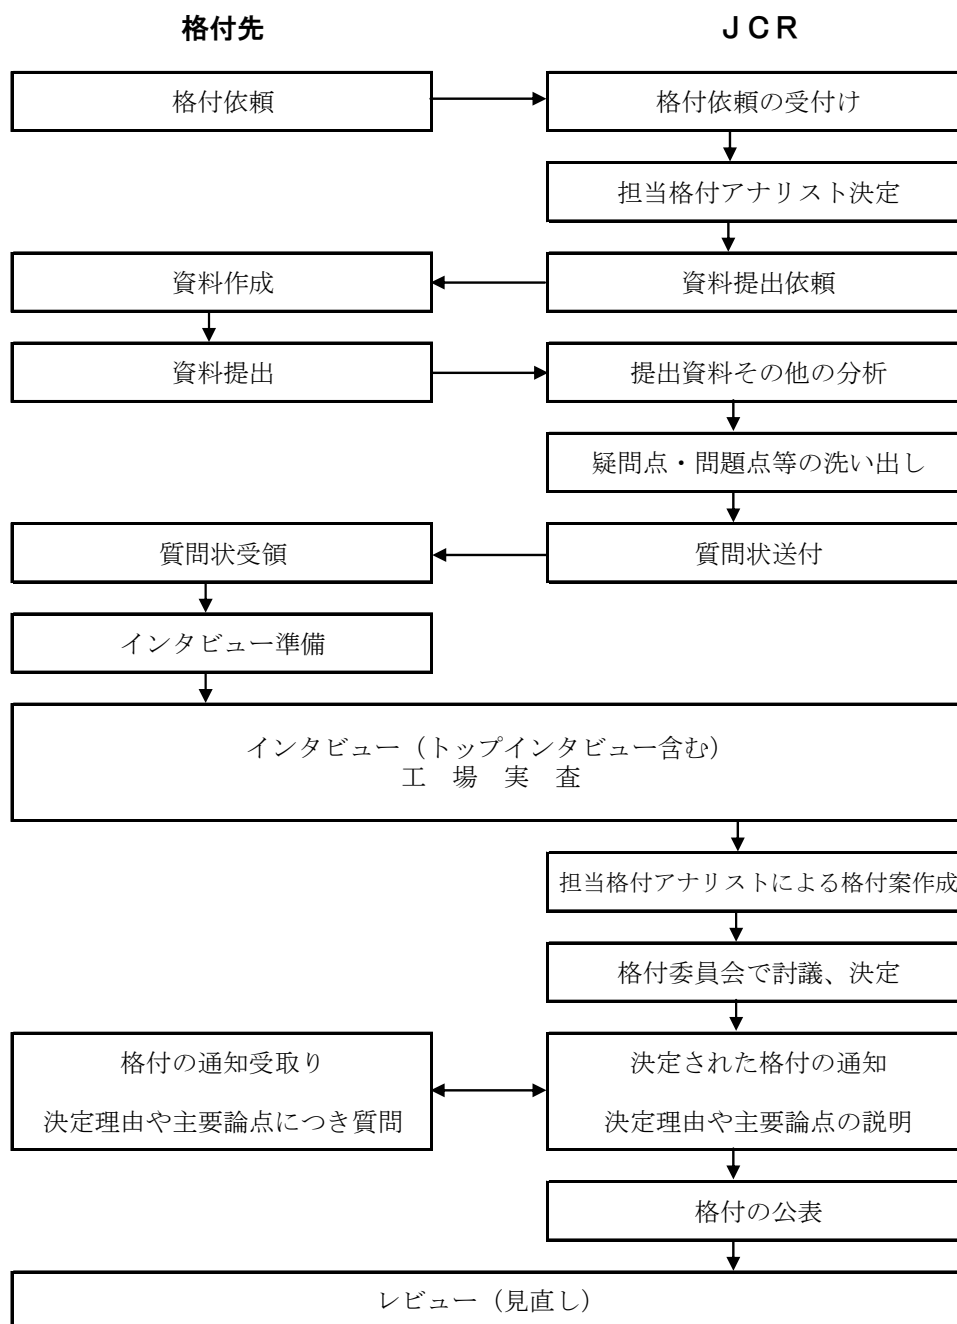 格付先
ＪＣＲ
格付依頼
格付依頼の受付け
担当格付アナリスト決定
資料作成
資料提出依頼
資料提出
提出資料その他の分析
疑問点・問題点等の洗い出し
質問状受領
質問状送付
インタビュー準備
インタビュー（トップインタビュー含む）
工　場　実　査
担当格付アナリストによる格付案作成
格付委員会で討議、決定
格付の通知受取り
決定理由や主要論点につき質問
決定された格付の通知
決定理由や主要論点の説明
格付の公表
レビュー（見直し）